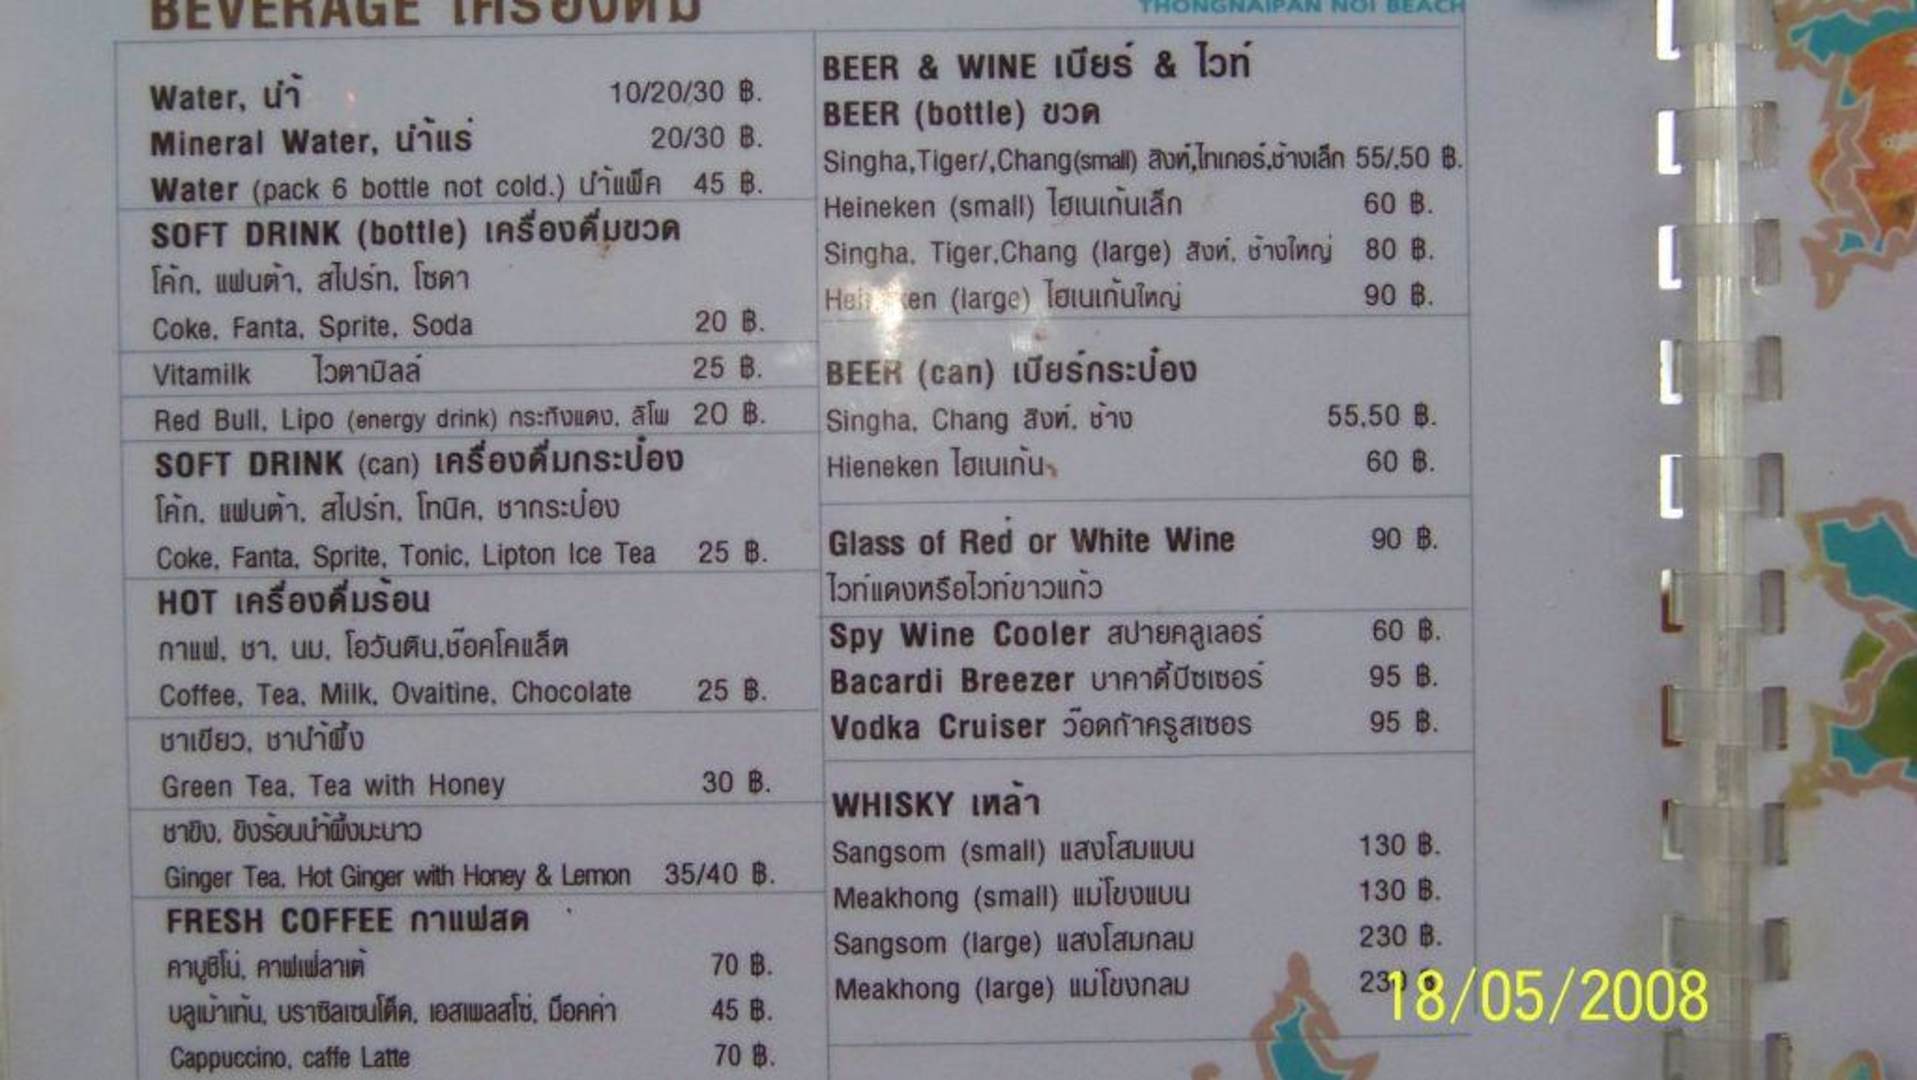 BEVERAGE เครื่องดื่ม
THONGNAIPAN NOI BEACH
Water, น้ำ 10/20/30 ฿.
Mineral Water, น้ำแร่ 20/30 ฿.
Water (pack 6 bottle not cold.) น้ำแพ็ค 45 ฿.
SOFT DRINK (bottle) เครื่องดื่มขวด
โค้ก, แฟนต้า, สไปร์ท, โซดา
Coke, Fanta, Sprite, Soda 20 ฿.
Vitamilk ไวตามิลล์ 25 ฿.
Red Bull, Lipo (energy drink) กระทิงแดง, ลิโพ 20 ฿.
SOFT DRINK (can) เครื่องดื่มกระป๋อง
โค้ก, แฟนต้า, สไปร์ท, โทนิค, ชากระป๋อง
Coke, Fanta, Sprite, Tonic, Lipton Ice Tea 25 ฿.
HOT เครื่องดื่มร้อน
กาแฟ, ชา, นม, โอวันติน,ช๊อคโคแล็ต
Coffee, Tea, Milk, Ovaltine, Chocolate 25 ฿.
ชาเขียว, ชาน้ำผึ้ง
Green Tea, Tea with Honey 30 ฿.
ชาขิง, ขิงร้อนน้ำผึ้งมะนาว
Ginger Tea, Hot Ginger with Honey & Lemon 35/40 ฿.
FRESH COFFEE กาแฟสด
คาบูชิโน่, คาฟเฟ่ลาเต้ 70 ฿.
บลูเม้าเท้น, บราซิลเซนโต็ค, เอสเพลสโซ่, ม็อคค่า 45 ฿.
Cappuccino, caffe Latte 70 ฿.
BEER & WINE เบียร์ & ไวท์
BEER (bottle) ขวด
Singha,Tiger/,Chang(small) สิงห์,ไทเกอร์,ช้างเล็ก 55/,50 ฿.
Heineken (small) ไฮเนเก้นเล็ก 60 ฿.
Singha, Tiger,Chang (large) สิงห์, ช้างใหญ่ 80 ฿.
Heineken (large) ไฮเนเก้นใหญ่ 90 ฿.
BEER (can) เบียร์กระป๋อง
Singha, Chang สิงห์, ช้าง 55,50 ฿.
Hieneken ไฮเนเก้น 60 ฿.
Glass of Red or White Wine 90 ฿.
ไวท์แดงหรือไวท์ขาวแก้ว
Spy Wine Cooler สปายคลูเลอร์ 60 ฿.
Bacardi Breezer บาคาดี้บีซเซอร์ 95 ฿.
Vodka Cruiser ว๊อดก้าครูสเซอร 95 ฿.
WHISKY เหล้า
Sangsom (small) แสงโสมแบน 130 ฿.
Meakhong (small) แม่โขงแบน 130 ฿.
Sangsom (large) แสงโสมกลม 230 ฿.
Meakhong (large) แม่โขงกลม 230 ฿.
18/05/2008